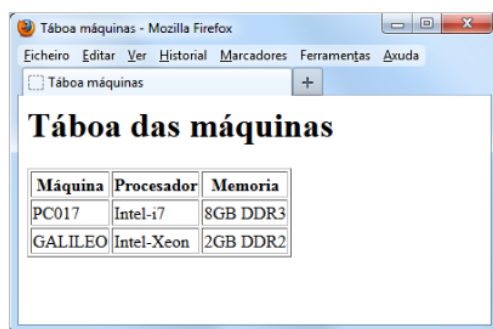 Táboa máquinas - Mozilla Firefox
Ficheiro Editar Ver Historial Marcadores Ferramentas Axuda
Táboa máquinas +
Táboa das máquinas
Máquina Procesador Memoria
PC017 Intel-i7 8GB DDR3
GALILEO Intel-Xeon 2GB DDR2